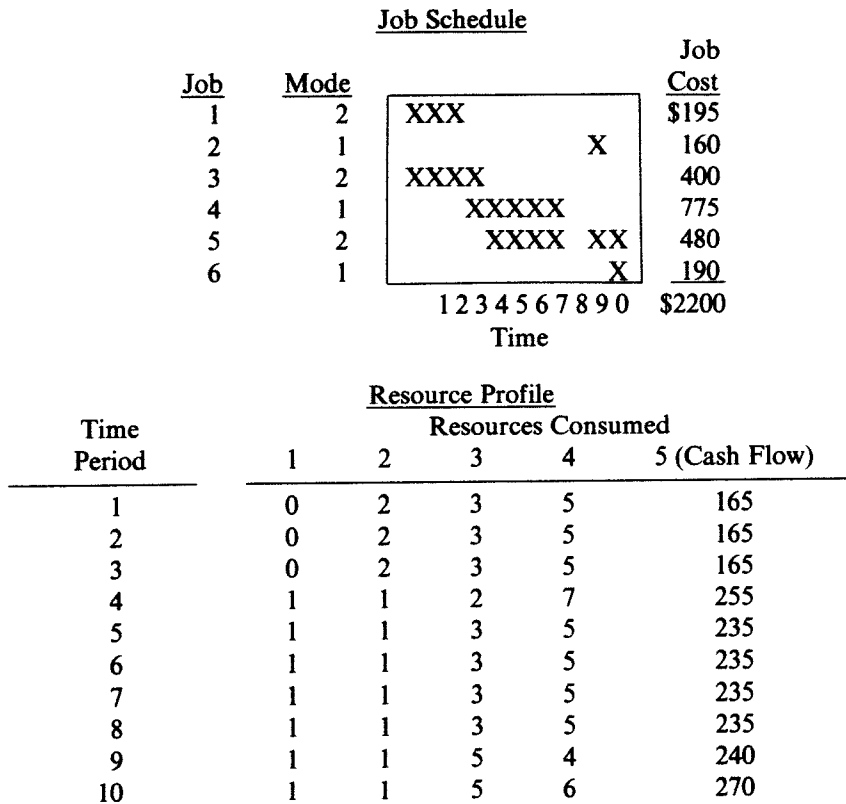 Job Schedule
Job
Job Mode Cost
1 2 XXX $195
2 1 X 160
3 2 XXXX 400
4 1 XXXXX 775
5 2 XXXX XX 480
6 1 X 190
1 2 3 4 5 6 7 8 9 0 $2200
Time
Resource Profile
Time Resources Consumed
Period 1 2 3 4 5 (Cash Flow)
1 0 2 3 5 165
2 0 2 3 5 165
3 0 2 3 5 165
4 1 1 2 7 255
5 1 1 3 5 235
6 1 1 3 5 235
7 1 1 3 5 235
8 1 1 3 5 235
9 1 1 5 4 240
10 1 1 5 6 270